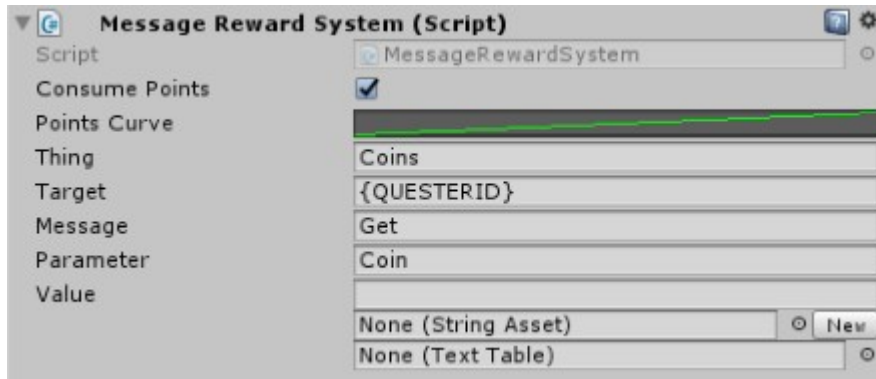 Message Reward System (Script)
Script MessageRewardSystem
Consume Points
Points Curve
Thing Coins
Target {QUESTERID}
Message Get
Parameter Coin
Value
None (String Asset) New
None (Text Table)